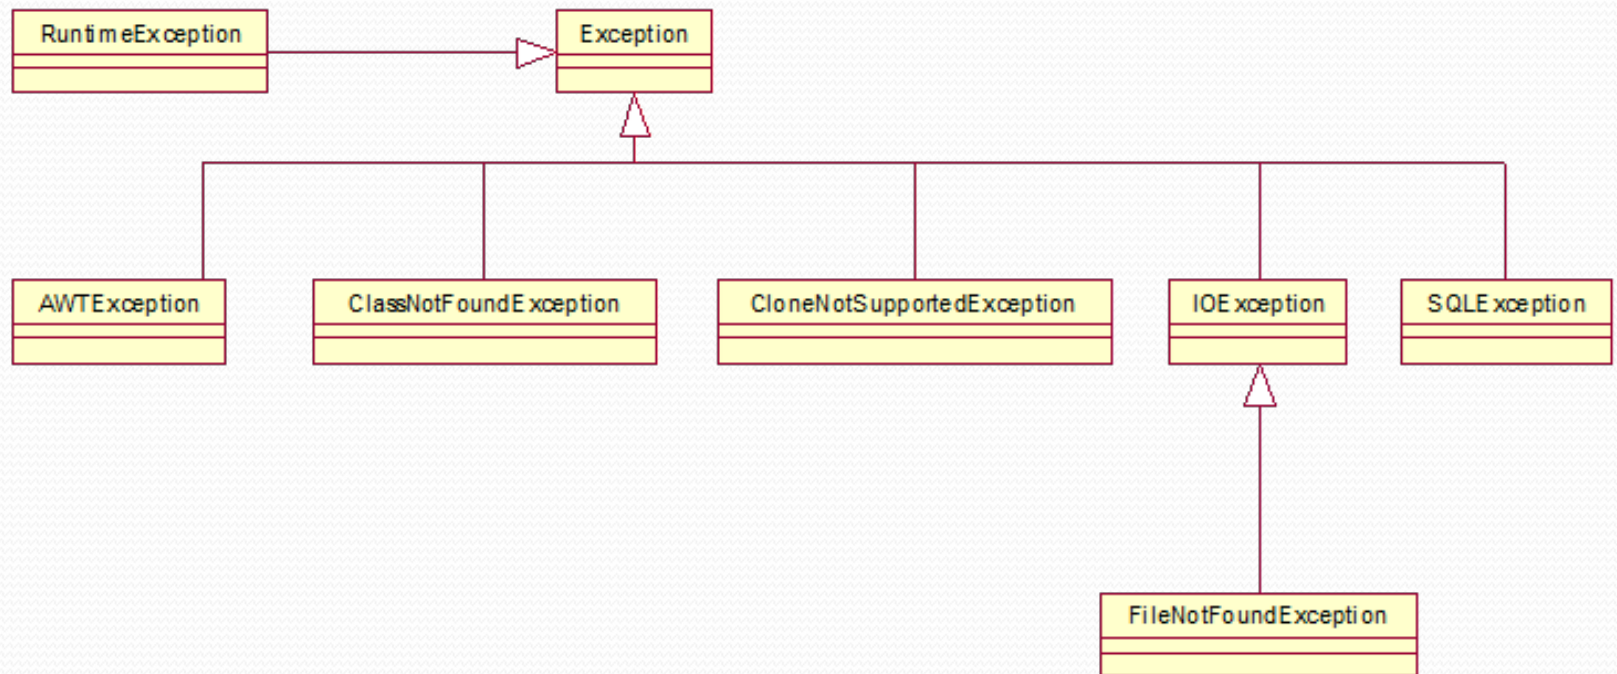 RuntimeException
Exception
AWTException
ClassNotFoundException
CloneNotSupportedException
IOException
SQLException
FileNotFoundException